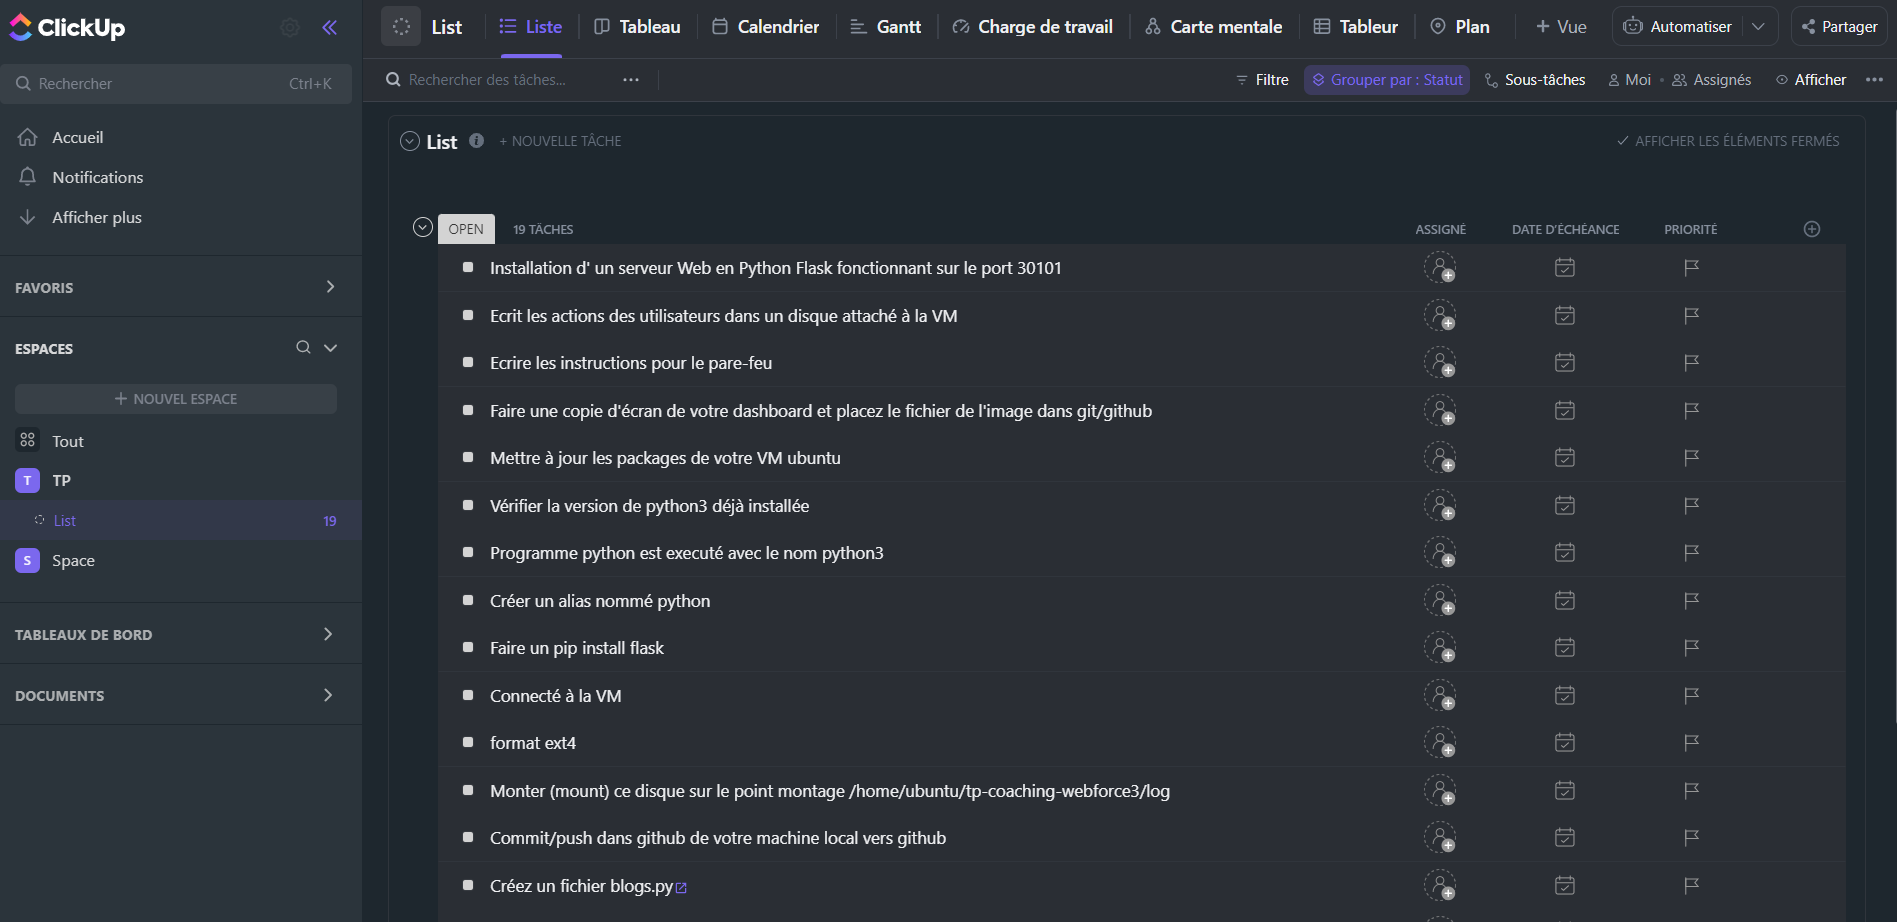 ClickUp
Rechercher
Ctrl+K
Accueil
Notifications
Afficher plus
FAVORIS
ESPACES
+ NOUVEL ESPACE
Tout
T
TP
List
19
S
Space
TABLEAUX DE BORD
DOCUMENTS
List
Liste
Tableau
Calendrier
Gantt
Charge de travail
Carte mentale
Tableur
Plan
+ Vue
Automatiser
Partager
Rechercher des tâches...
Filtre
Grouper par : Statut
Sous-tâches
Moi
Assignés
Afficher
List
+ NOUVELLE TÂCHE
AFFICHER LES ÉLÉMENTS FERMÉS
OPEN
19 TÂCHES
ASSIGNÉ
DATE D'ÉCHÉANCE
PRIORITÉ
Installation d' un serveur Web en Python Flask fonctionnant sur le port 30101
Ecrit les actions des utilisateurs dans un disque attaché à la VM
Ecrire les instructions pour le pare-feu
Faire une copie d'écran de votre dashboard et placez le fichier de l'image dans git/github
Mettre à jour les packages de votre VM ubuntu
Vérifier la version de python3 déjà installée
Programme python est executé avec le nom python3
Créer un alias nommé python
Faire un pip install flask
Connecté à la VM
format ext4
Monter (mount) ce disque sur le point montage /home/ubuntu/tp-coaching-webforce3/log
Commit/push dans github de votre machine local vers github
Créez un fichier blogs.py